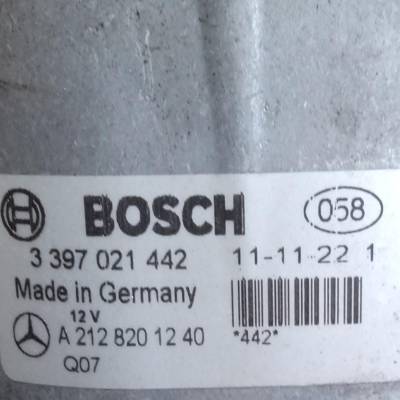 BOSCH 058
3 397 021 442 11-11-22 1
Made in Germany
12 V
A 212 820 12 40 *442*
Q07